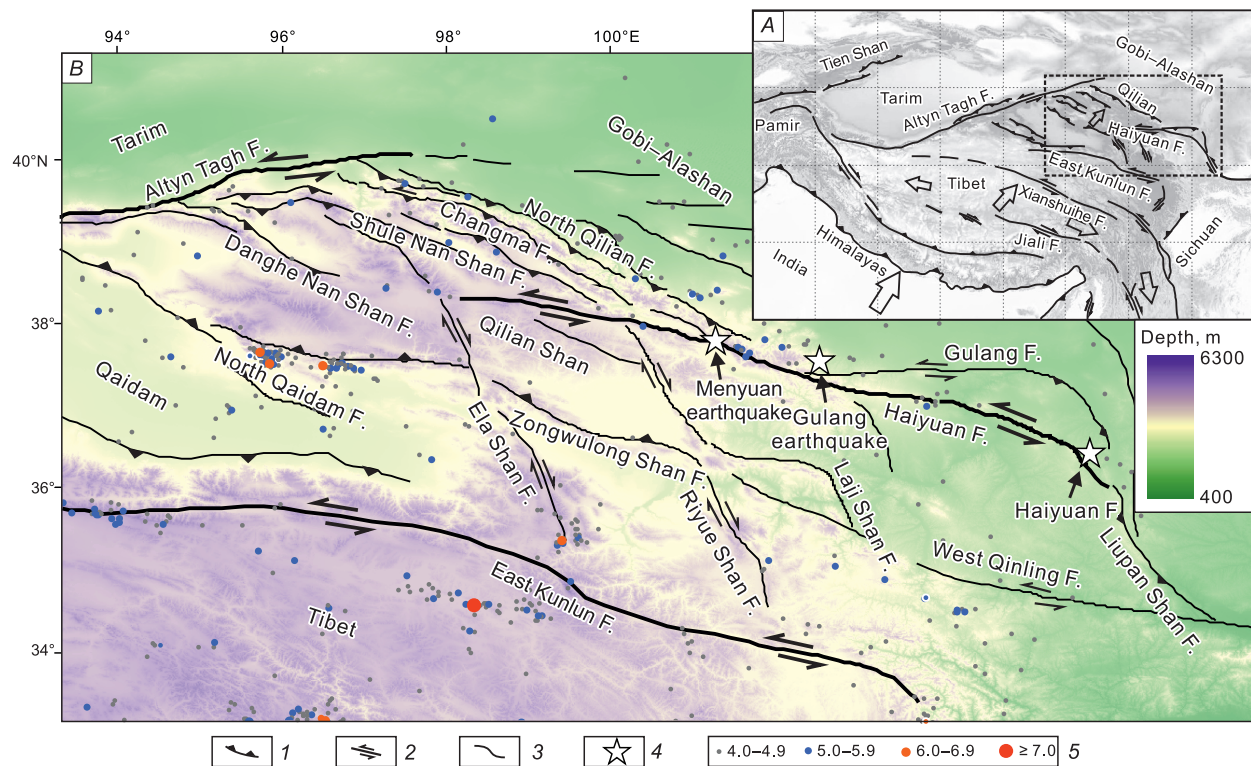 94°
96°
98°
100°E
B
A
Tien Shan
Gobi–Alashan
Tarim
Altyn Tagh F.
Qilian
Pamir
Haiyuan F.
East Kunlun F.
Tibet
Xianshuihe F.
Jiali F.
Himalayas
India
Sichuan
Tarim
Gobi–Alashan
40°N
Altyn Tagh F.
North Qilian F.
Changma F.
Shule Nan Shan F.
Danghe Nan Shan F.
38°
Qilian Shan
Depth, m
6300
400
Gulang F.
North Qaidam F.
Qaidam
Menyuan
earthquake
Gulang
earthquake
Haiyuan F.
Zongwulong Shan F.
Ela Shan F.
36°
Laji Shan F.
Riyue Shan F.
Haiyuan F.
Liupan Shan F.
West Qinling F.
East Kunlun F.
Tibet
34°
1
2
3
4
4.0–4.9
5.0–5.9
6.0–6.9
≥ 7.0
5